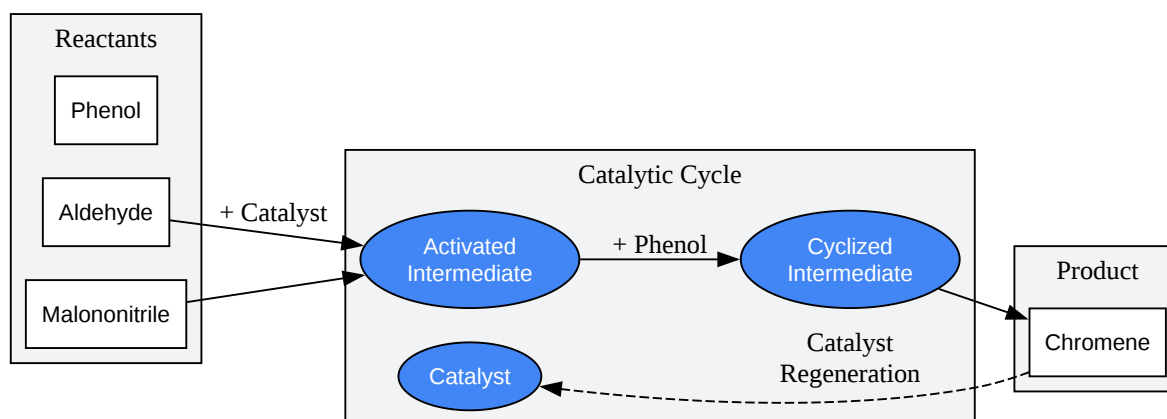 Reactants
Phenol
Aldehyde
Malononitrile
+ Catalyst
Catalytic Cycle
Activated
Intermediate
+ Phenol
Cyclized
Intermediate
Catalyst
Catalyst
Regeneration
Product
Chromene